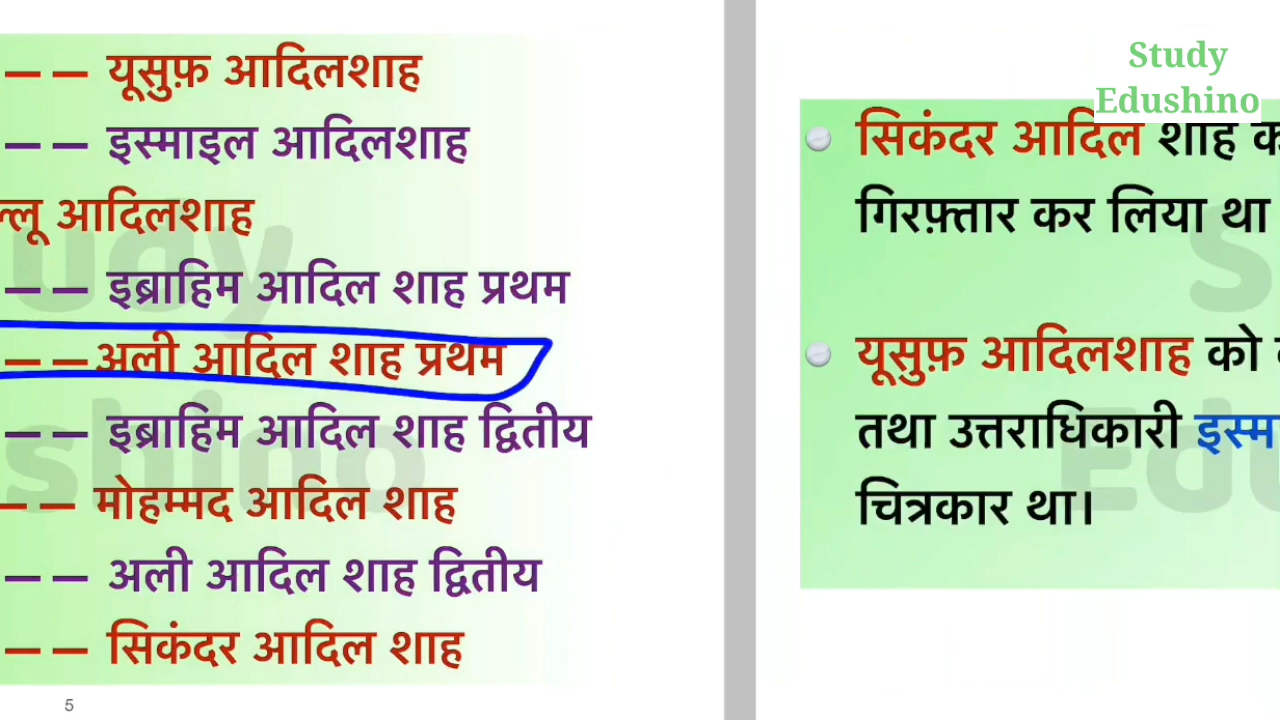 —— यूसुफ़ आदिलशाह
—— इस्माइल आदिलशाह
आदिलशाह
—— इब्राहिम आदिल शाह प्रथम
——अली आदिल शाह प्रथम
—— इब्राहिम आदिल शाह द्वितीय
—— मोहम्मद आदिल शाह
—— अली आदिल शाह द्वितीय
—— सिकंदर आदिल शाह
5
Study
Edushino
सिकंदर आदिल शाह
गिरफ़्तार कर लिया था
यूसुफ़ आदिलशाह को
तथा उत्तराधिकारी
चित्रकार था।